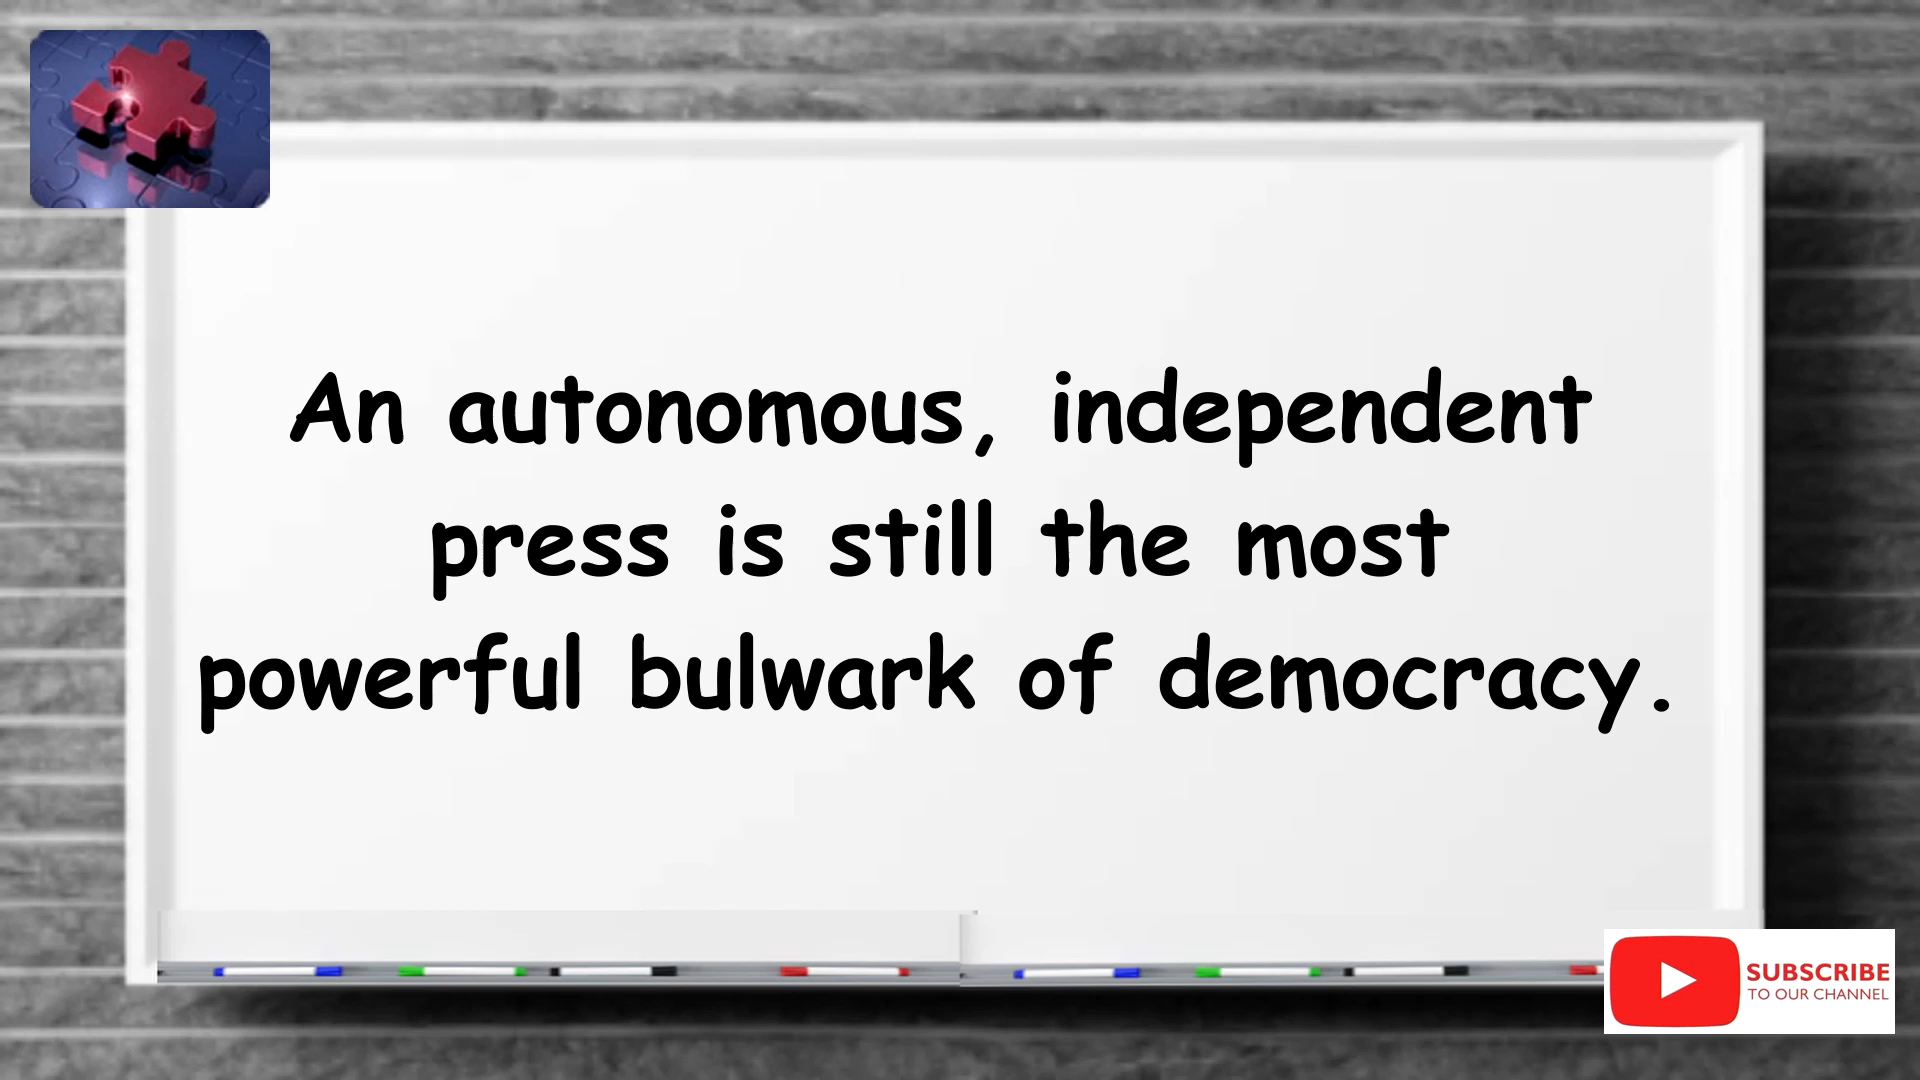 An autonomous, independent
press is still the most
powerful bulwark of democracy.
SUBSCRIBE
TO OUR CHANNEL